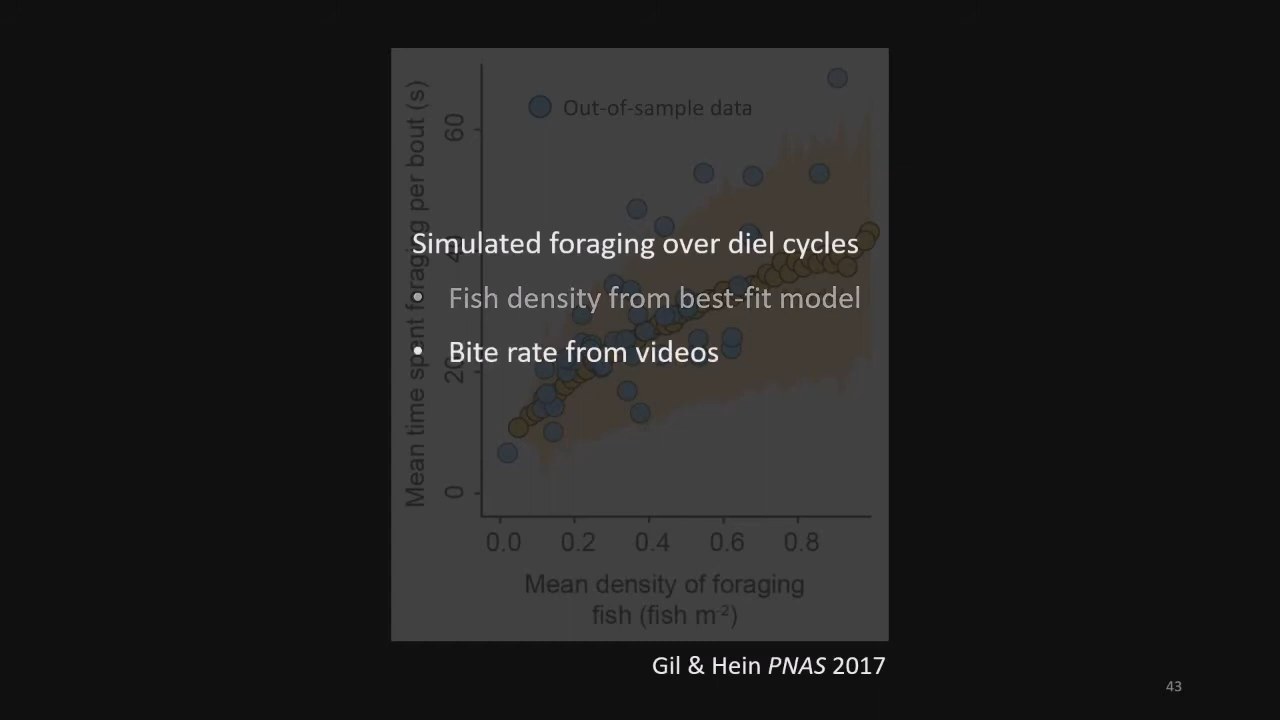 Out-of-sample data
Mean time spent foraging per bout (s)
60
40
20
0
Simulated foraging over diel cycles
• Fish density from best-fit model
• Bite rate from videos
0.0 0.2 0.4 0.6 0.8
Mean density of foraging
fish (fish m⁻²)
Gil & Hein PNAS 2017
43